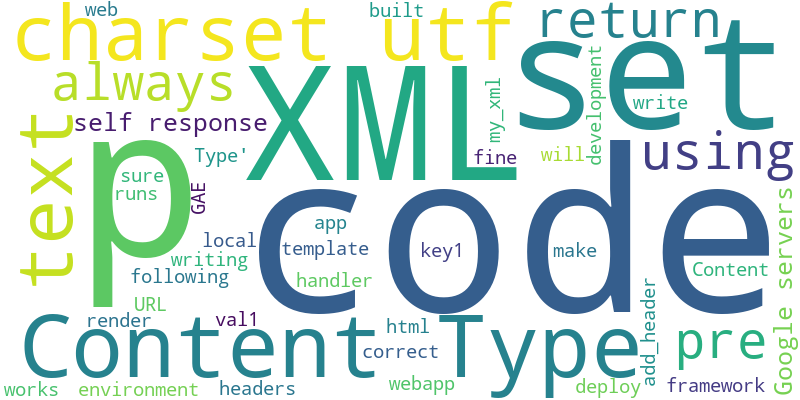 web
built
charset utf
return
set
XML
always
text
self response
my_xml
development
write
using
p
Type'
fine
will
sure
runs
GAE
code
app
local
template
key1
make
writing
following
handler
Content
Google servers
URL
render
val1
html
Content Type
correct
add_header
pre
works
environment
headers
webapp
deploy
framework